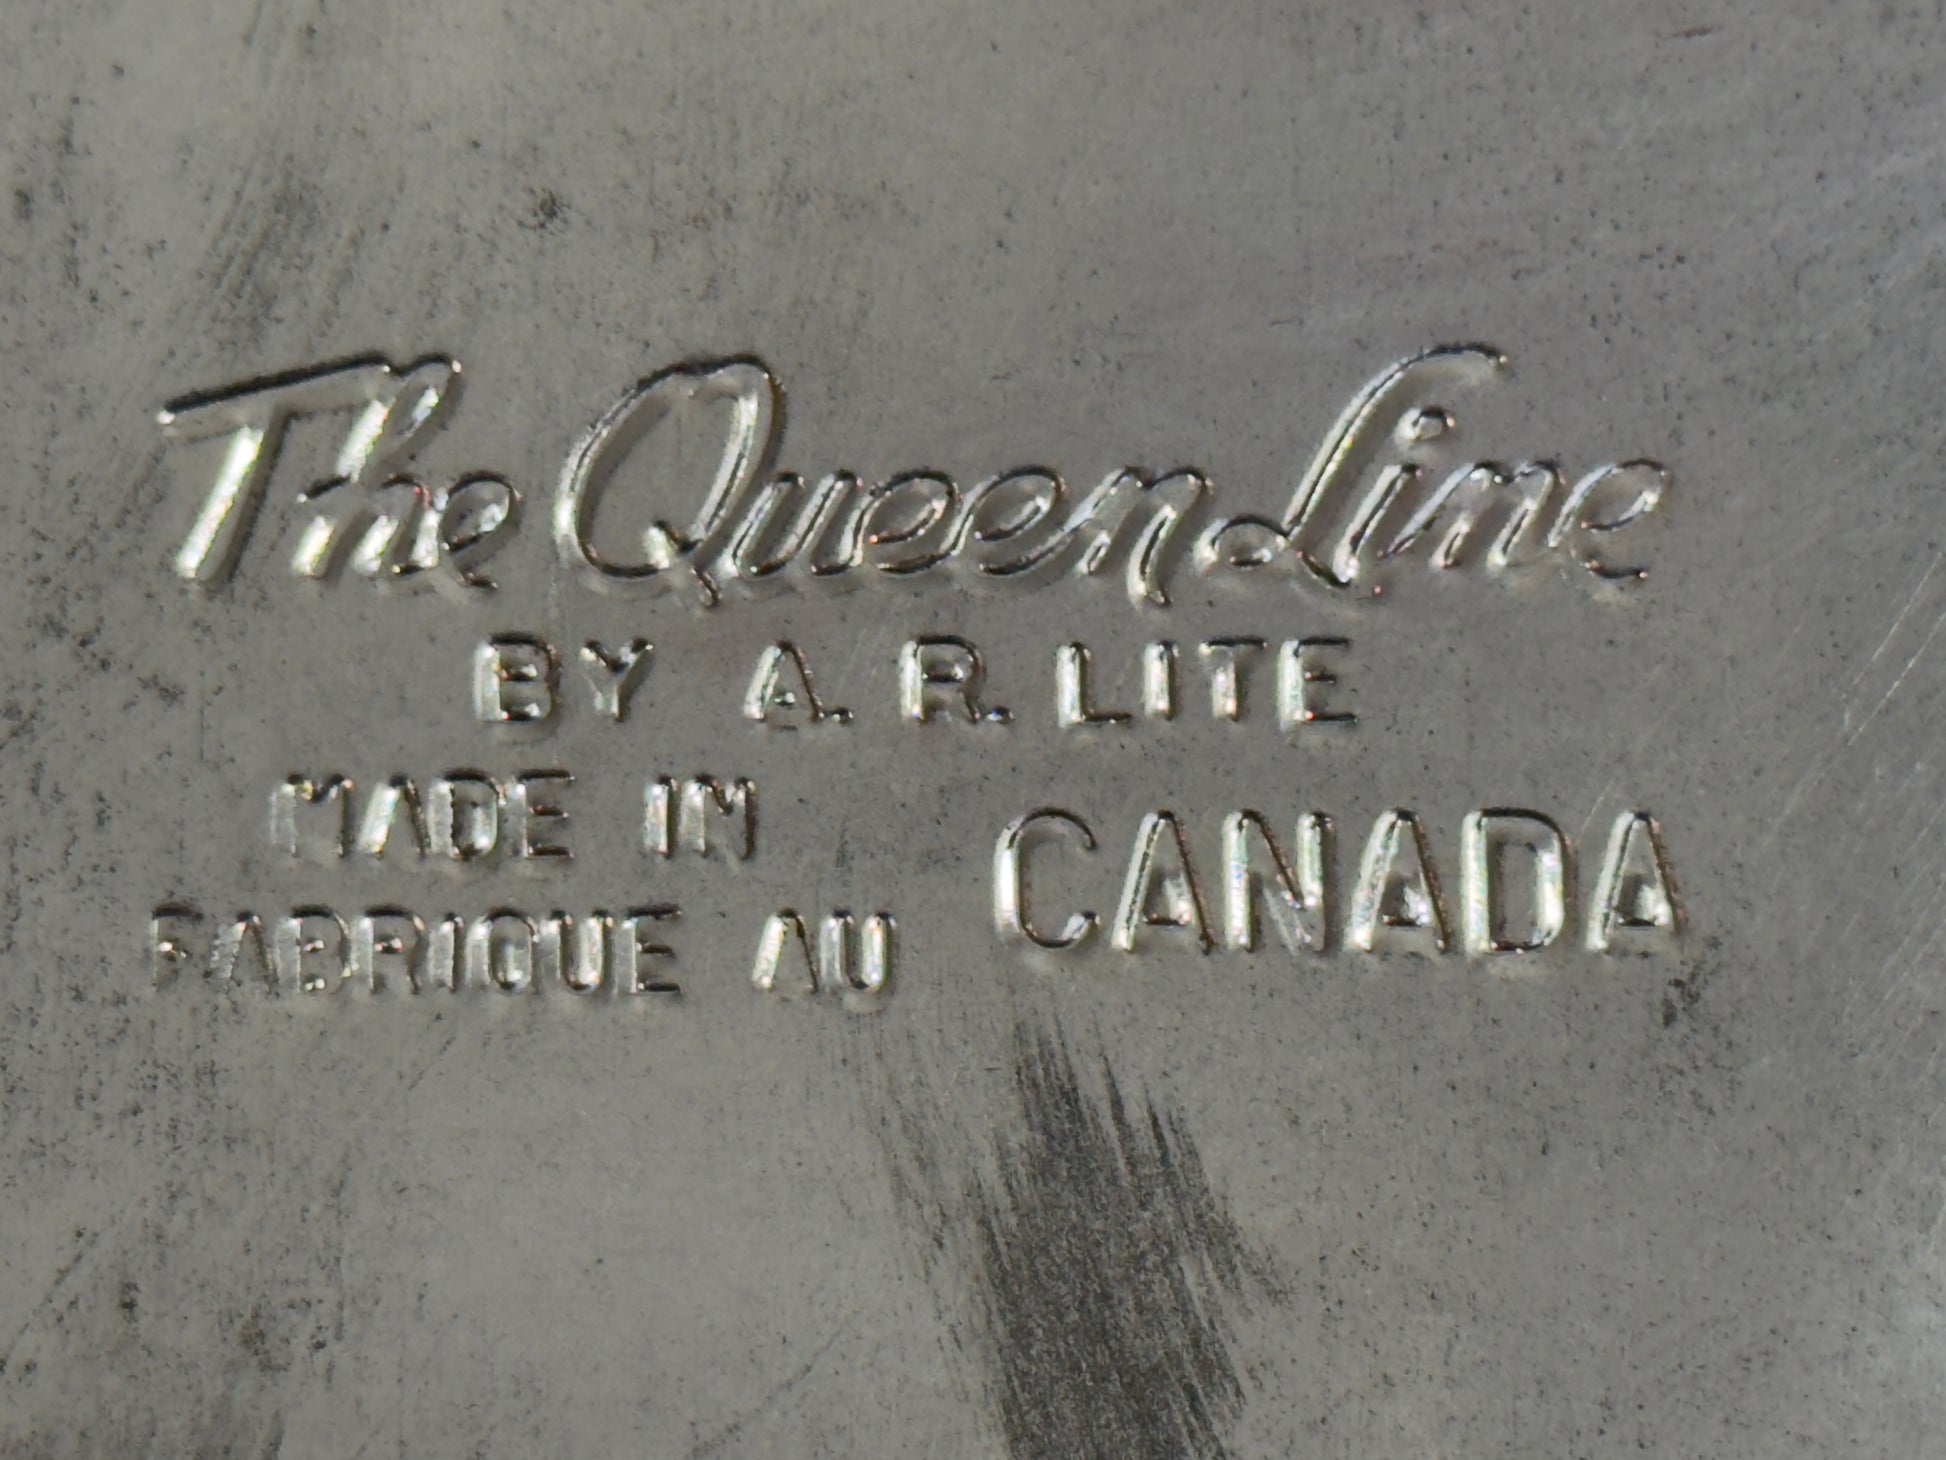 The Queen Line
BY A. R. LITE
MADE IN
FABRIQUE AU
CANADA